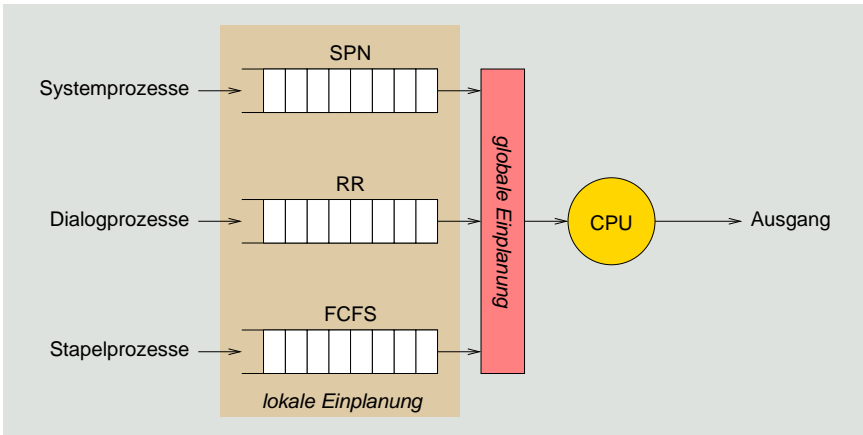 SPN
Systemprozesse
RR
Dialogprozesse
FCFS
Stapelprozesse
lokale Einplanung
globale Einplanung
CPU
Ausgang